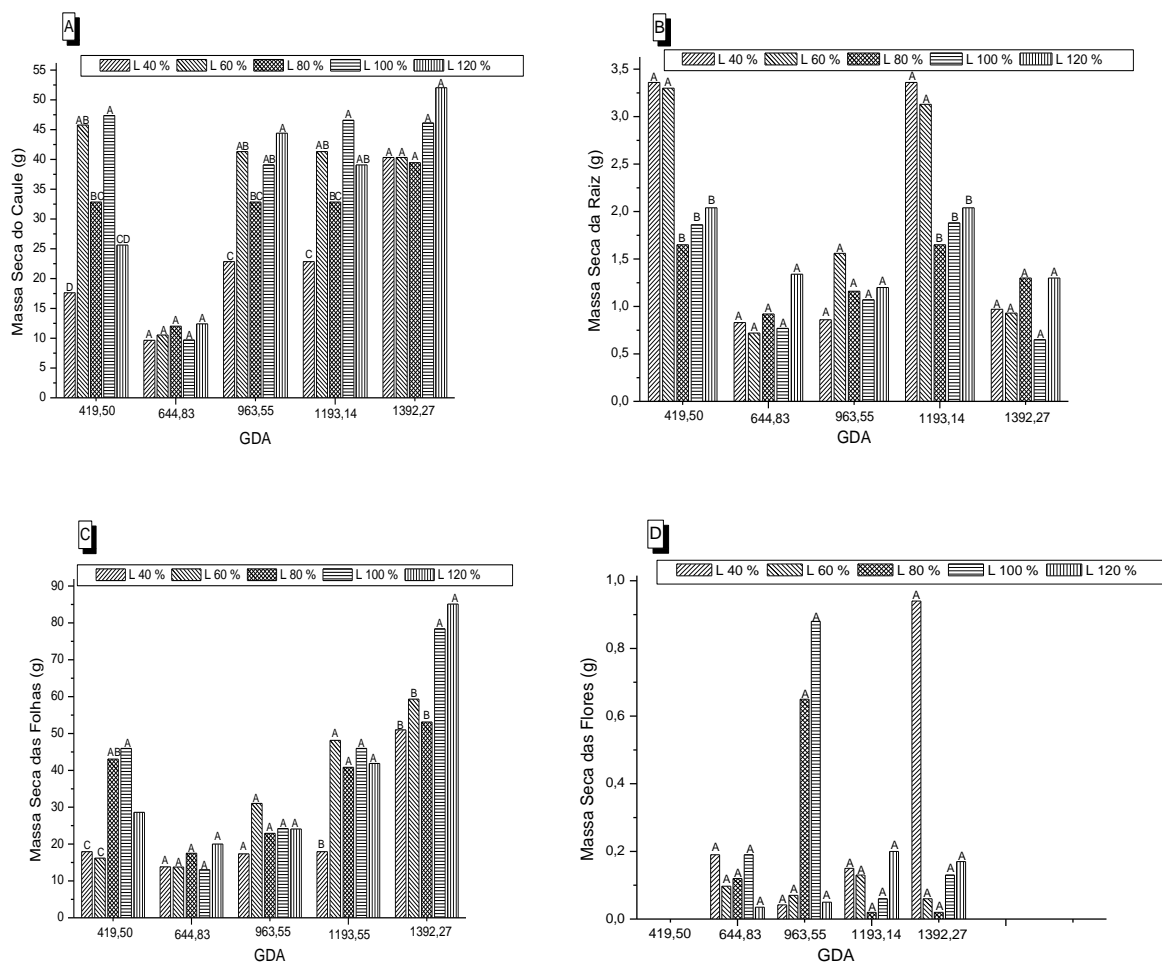 A
L 40 % L 60 % L 80 % L 100 % L 120 %
Massa Seca do Caule (g)
55
50
45
40
35
30
25
20
15
10
5
0
D AB BC A CD
A A A A A
C AB BC AB A
C AB BC A AB
A A A A A
419,50 644,83 963,55 1193,14 1392,27
GDA
B
L 40% L 60% L 80 % L 100 % L 120 %
Massa Seca da Raiz (g)
3,5
3,0
2,5
2,0
1,5
1,0
0,5
0,0
A A B B B
A A A A A
A A A A A
A A B B B
A A A A A
419,50 644,83 963,55 1193,14 1392,27
GDA
C
L 40 % L 60 % L 80 % L 100 % L 120 %
Massa Seca das Folhas (g)
90
80
70
60
50
40
30
20
10
0
C C AB A
A A A A A
A A A A A
B A A A A
B B B A A
419,50 644,83 963,55 1193,55 1392,27
GDA
D
L 40% L 60% L 80 % L 100 % L 120 %
Massa Seca das Flores (g)
1,0
0,8
0,6
0,4
0,2
0,0
A A A A A
A A A A A
A A A A A
A A A A A
419,50 644,83 963,55 1193,14 1392,27
GDA